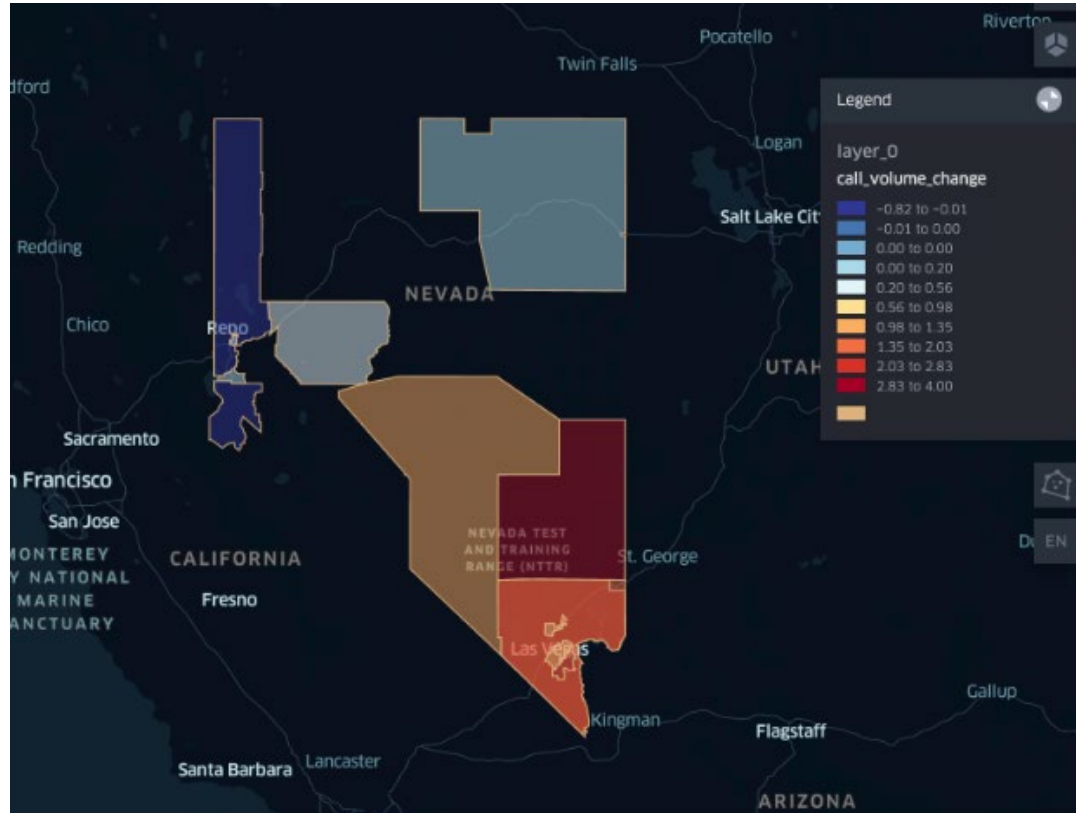 Riverton
Pocatello
Twin Falls
dford
Legend
layer_0
call_volume_change
-0.82 to -0.01
-0.01 to 0.00
0.00 to 0.00
0.00 to 0.20
0.20 to 0.56
0.56 to 0.98
0.98 to 1.35
1.35 to 2.03
2.03 to 2.83
2.83 to 4.00
Logan
Salt Lake Cit
Redding
NEVADA
Chico
Reno
UTAH
Sacramento
n Francisco
San Jose
MONTEREY
Y NATIONAL
MARINE
ANCTUARY
CALIFORNIA
NEVADA TEST
AND TRAINING
RANGE (NTTR)
St. George
Du
EN
Fresno
Las Vegas
Gallup
Kingman
Flagstaff
Lancaster
Santa Barbara
ARIZONA